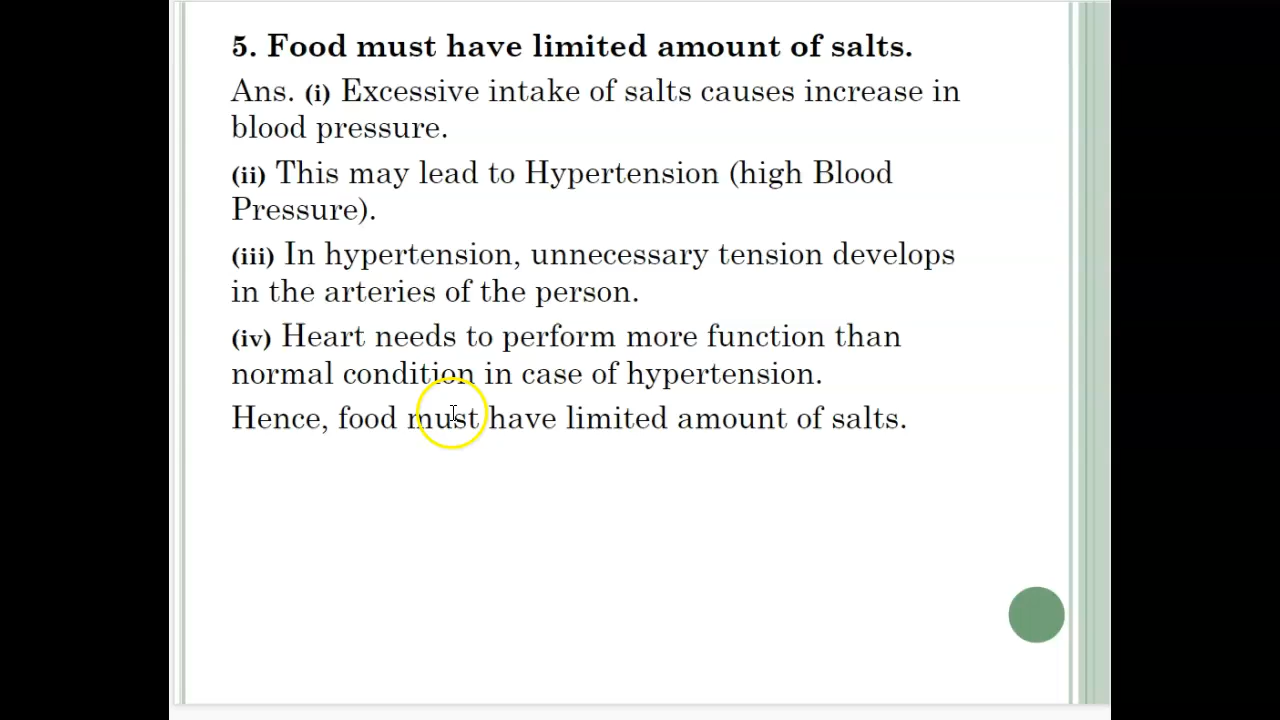 5. Food must have limited amount of salts.
Ans. (i) Excessive intake of salts causes increase in
blood pressure.
(ii) This may lead to Hypertension (high Blood
Pressure).
(iii) In hypertension, unnecessary tension develops
in the arteries of the person.
(iv) Heart needs to perform more function than
normal condition in case of hypertension.
Hence, food must have limited amount of salts.